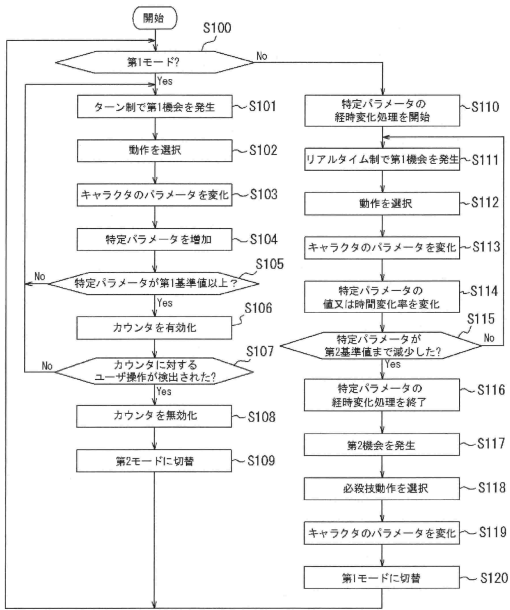 開始
S100
第1モード?
No
Yes
ターン制で第1機会を発生
S101
動作を選択
S102
キャラクタのパラメータを変化
S103
特定パラメータを増加
S104
S105
特定パラメータが第1基準値以上?
No
Yes
S106
カウンタを有効化
S107
カウンタに対する
ユーザ操作が検出された?
No
Yes
カウンタを無効化
S108
第2モードに切替
S109
特定パラメータの
経時変化処理を開始
S110
リアルタイム制で第1機会を発生
S111
動作を選択
S112
キャラクタのパラメータを変化
S113
特定パラメータの
値又は時間変化率を変化
S114
S115
特定パラメータが
第2基準値まで減少した?
No
Yes
特定パラメータの
経時変化処理を終了
S116
第2機会を発生
S117
必殺技動作を選択
S118
キャラクタのパラメータを変化
S119
第1モードに切替
S120